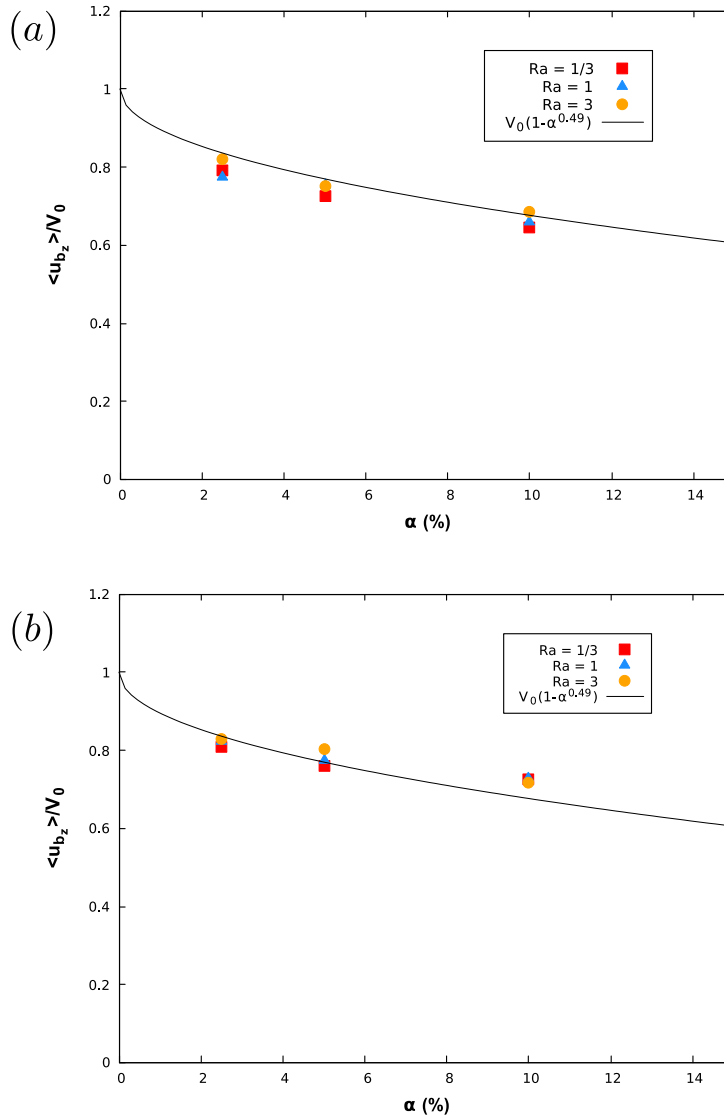 (a)
1.2
1
0.8
0.6
0.4
0.2
0
<u_{b_z}>/V_0
Ra = 1/3
Ra = 1
Ra = 3
V_0(1-α^{0.49})
0 2 4 6 8 10 12 14
α (%)
(b)
1.2
1
0.8
0.6
0.4
0.2
0
<u_{b_z}>/V_0
Ra = 1/3
Ra = 1
Ra = 3
V_0(1-α^{0.49})
0 2 4 6 8 10 12 14
α (%)